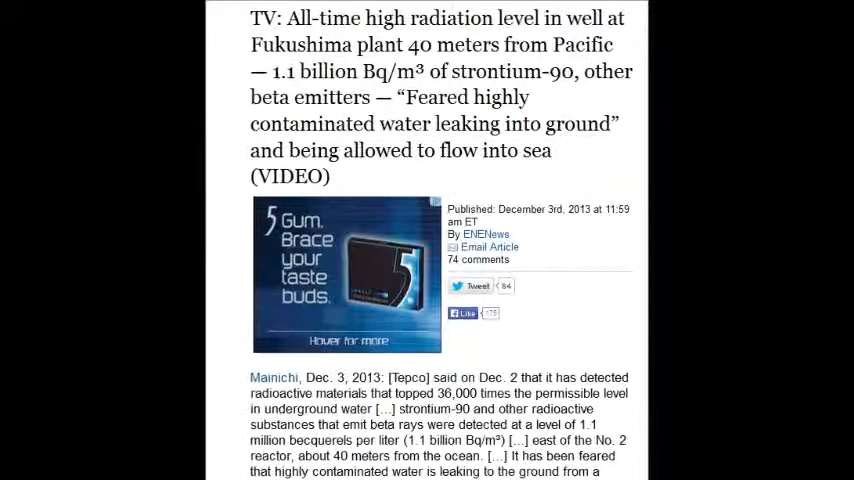 TV: All-time high radiation level in well at
Fukushima plant 40 meters from Pacific
— 1.1 billion Bq/m³ of strontium-90, other
beta emitters — “Feared highly
contaminated water leaking into ground”
and being allowed to flow into sea
(VIDEO)
5 Gum.
Brace
your
taste
buds.
5
Hover for more
Published: December 3rd, 2013 at 11:59
am ET
By ENENews
Email Article
74 comments
Tweet 84
Like 175
Mainichi, Dec. 3, 2013: [Tepco] said on Dec. 2 that it has detected
radioactive materials that topped 36,000 times the permissible level
in underground water [...] strontium-90 and other radioactive
substances that emit beta rays were detected at a level of 1.1
million becquerels per liter (1.1 billion Bq/m³) [...] east of the No. 2
reactor, about 40 meters from the ocean. [...] It has been feared
that highly contaminated water is leaking to the ground from a